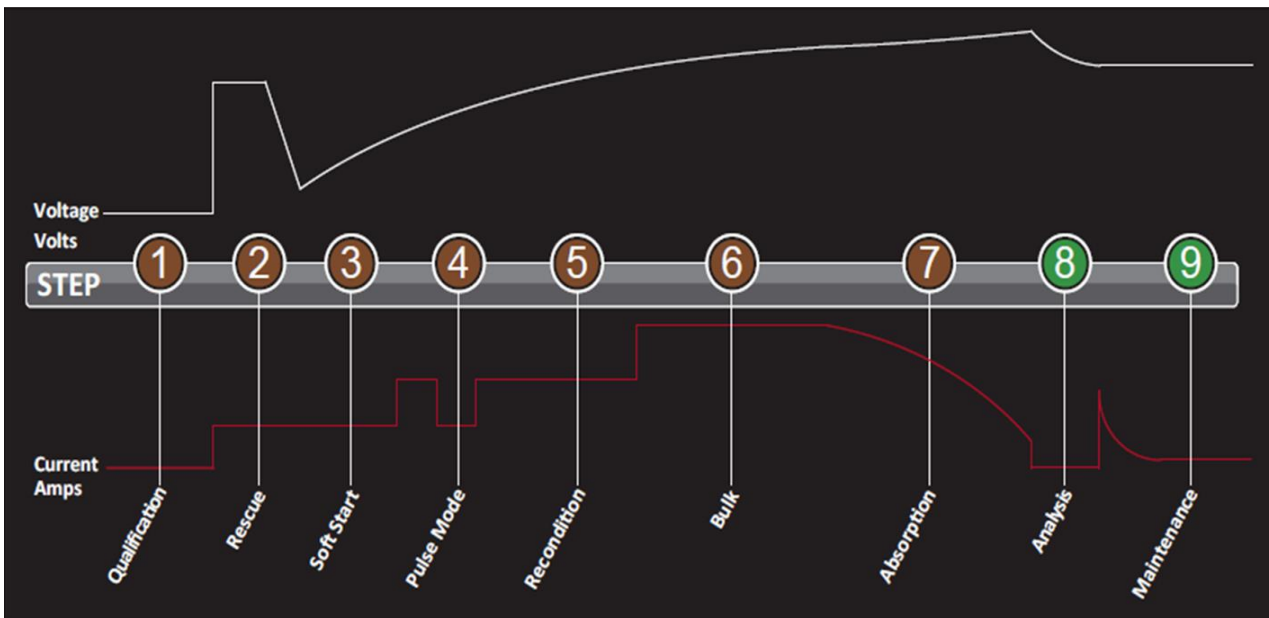 Voltage
Volts
STEP
1 2 3 4 5 6 7 8 9
Current
Amps
Qualification
Rescue
Soft Start
Pulse Mode
Recondition
Bulk
Absorption
Analysis
Maintenance